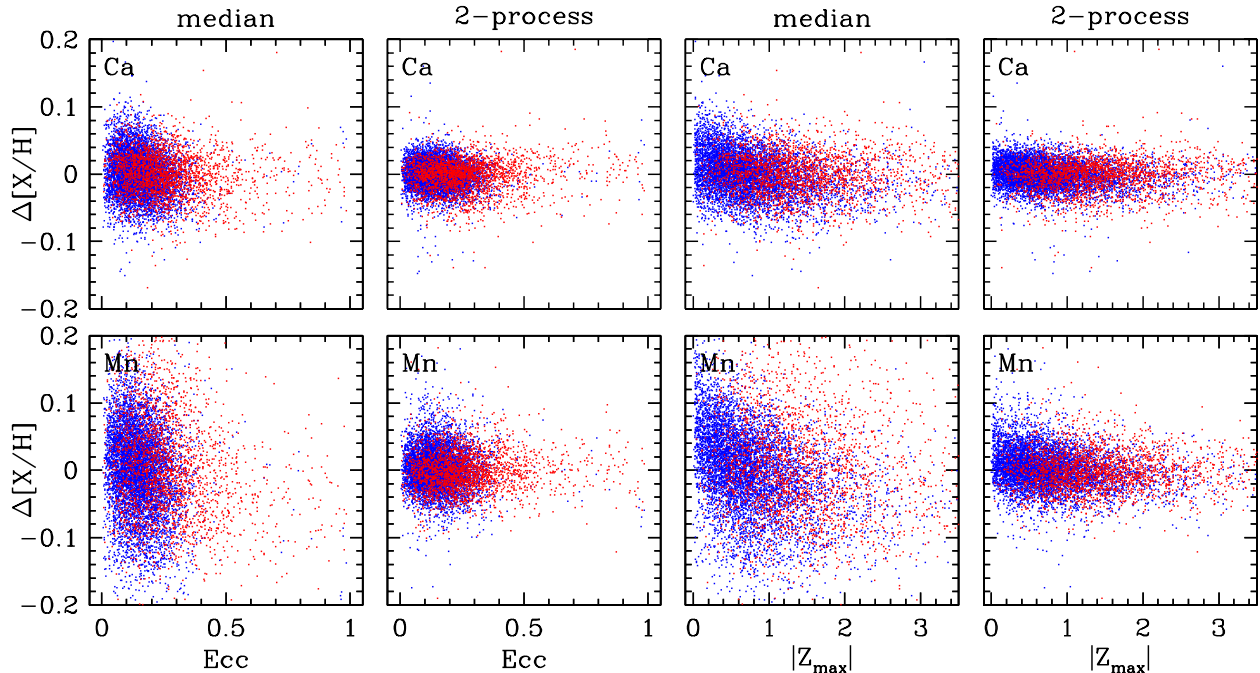 median 2-process median 2-process
0.2 Ca Ca Ca Ca
0.1
Δ[X/H] 0
-0.1
-0.2
0.2 Mn Mn Mn Mn
0.1
Δ[X/H] 0
-0.1
-0.2
0 0.5 1 0 0.5 1 0 1 2 3 0 1 2 3
Ecc Ecc |Zmax| |Zmax|